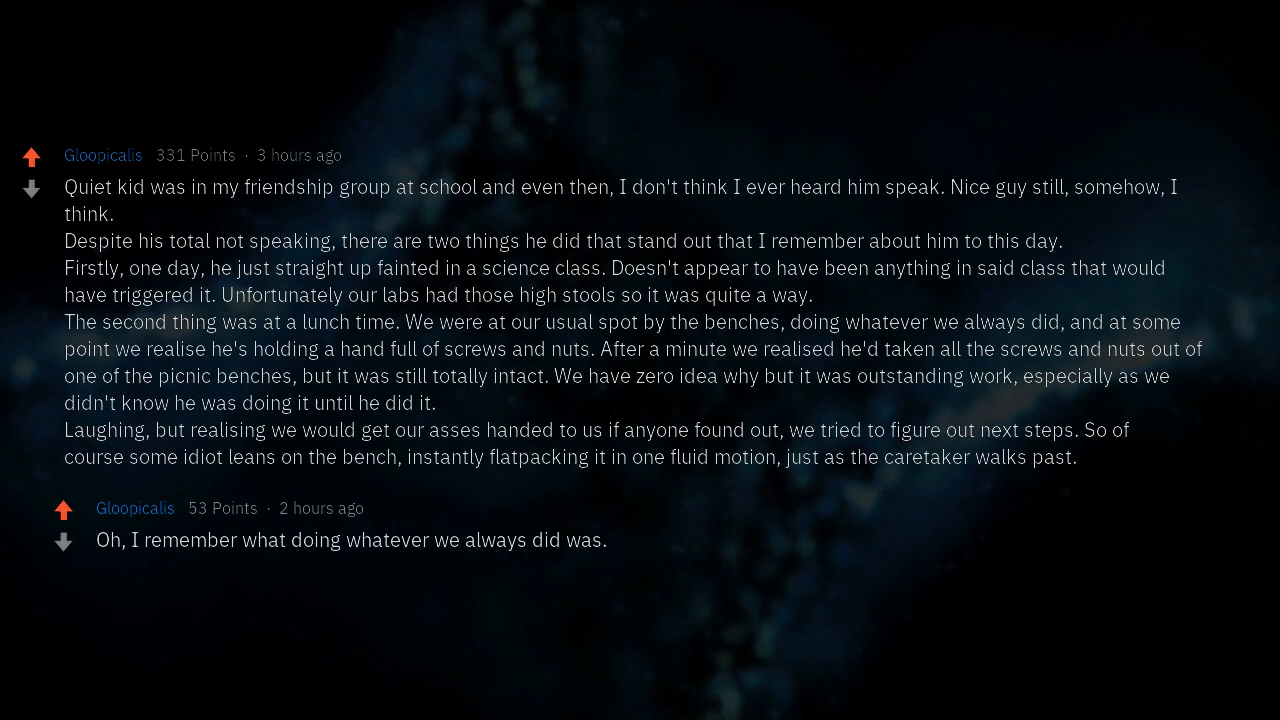 Gloopicalis 331 Points · 3 hours ago
Quiet kid was in my friendship group at school and even then, I don't think I ever heard him speak. Nice guy still, somehow, I
think.
Despite his total not speaking, there are two things he did that stand out that I remember about him to this day.
Firstly, one day, he just straight up fainted in a science class. Doesn't appear to have been anything in said class that would
have triggered it. Unfortunately our labs had those high stools so it was quite a way.
The second thing was at a lunch time. We were at our usual spot by the benches, doing whatever we always did, and at some
point we realise he's holding a hand full of screws and nuts. After a minute we realised he'd taken all the screws and nuts out of
one of the picnic benches, but it was still totally intact. We have zero idea why but it was outstanding work, especially as we
didn't know he was doing it until he did it.
Laughing, but realising we would get our asses handed to us if anyone found out, we tried to figure out next steps. So of
course some idiot leans on the bench, instantly flatpacking it in one fluid motion, just as the caretaker walks past.
Gloopicalis 53 Points · 2 hours ago
Oh, I remember what doing whatever we always did was.